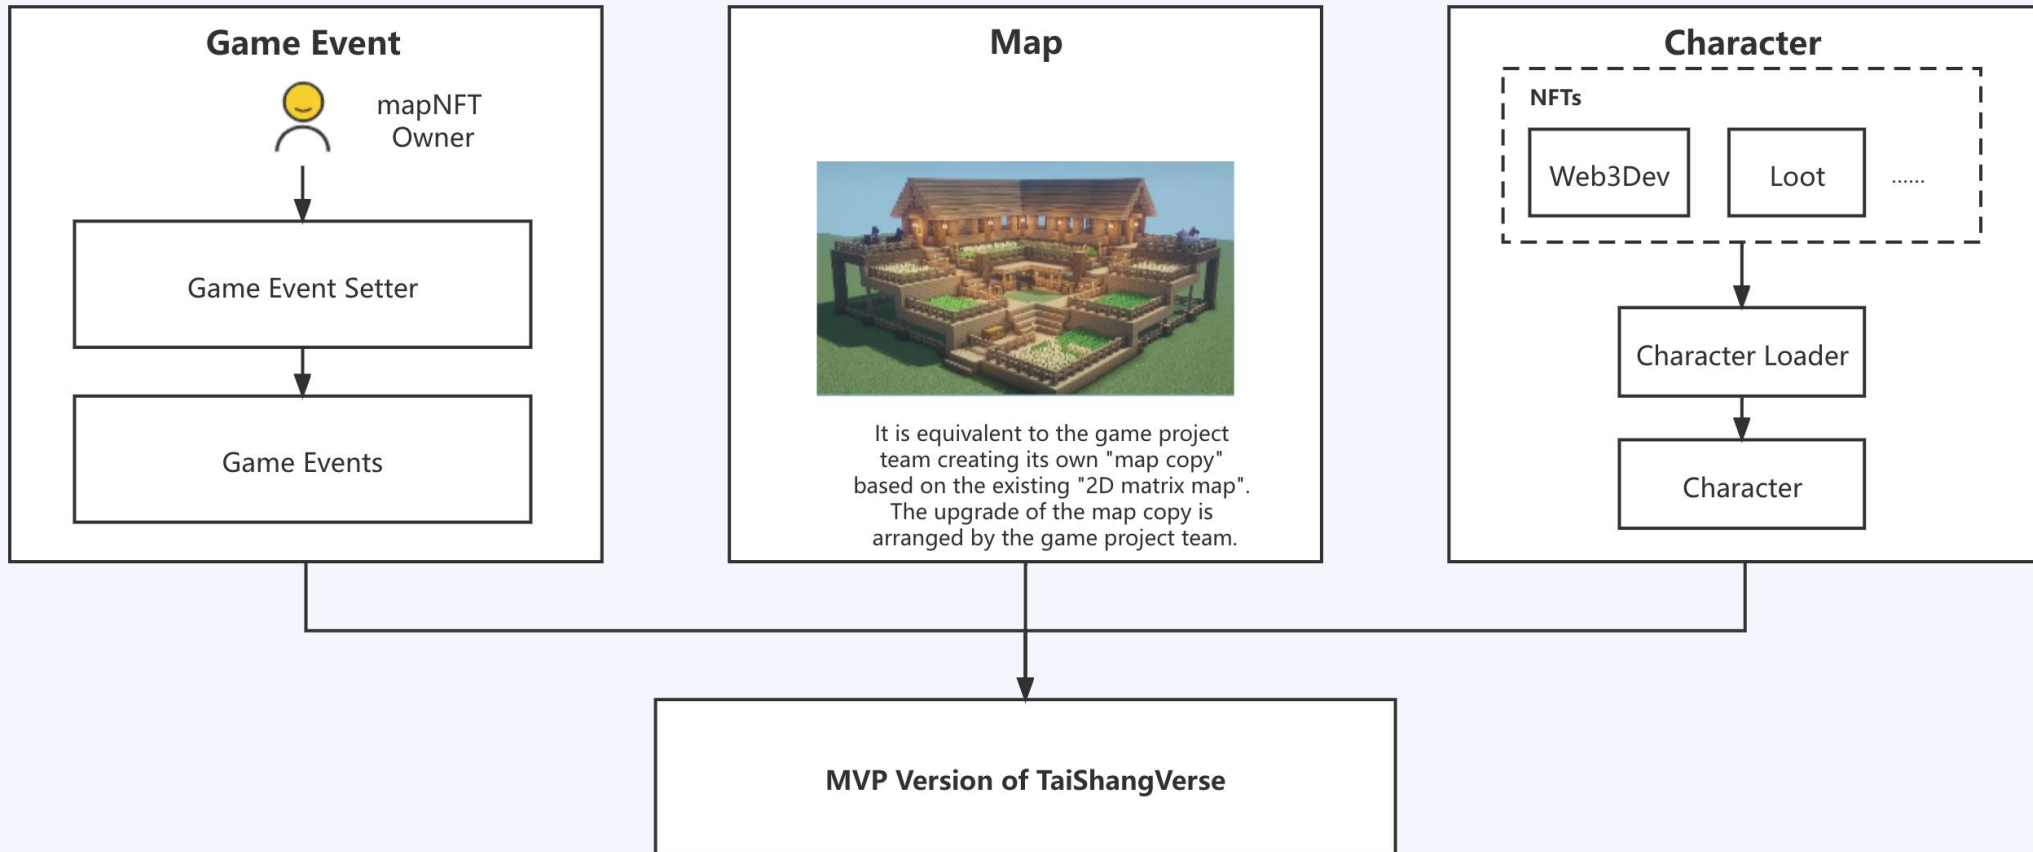 Game Event
mapNFT
Owner
Game Event Setter
Game Events
Map
It is equivalent to the game project
team creating its own "map copy"
based on the existing "2D matrix map".
The upgrade of the map copy is
arranged by the game project team.
Character
NFTs
Web3Dev
Loot
......
Character Loader
Character
MVP Version of TaiShangVerse